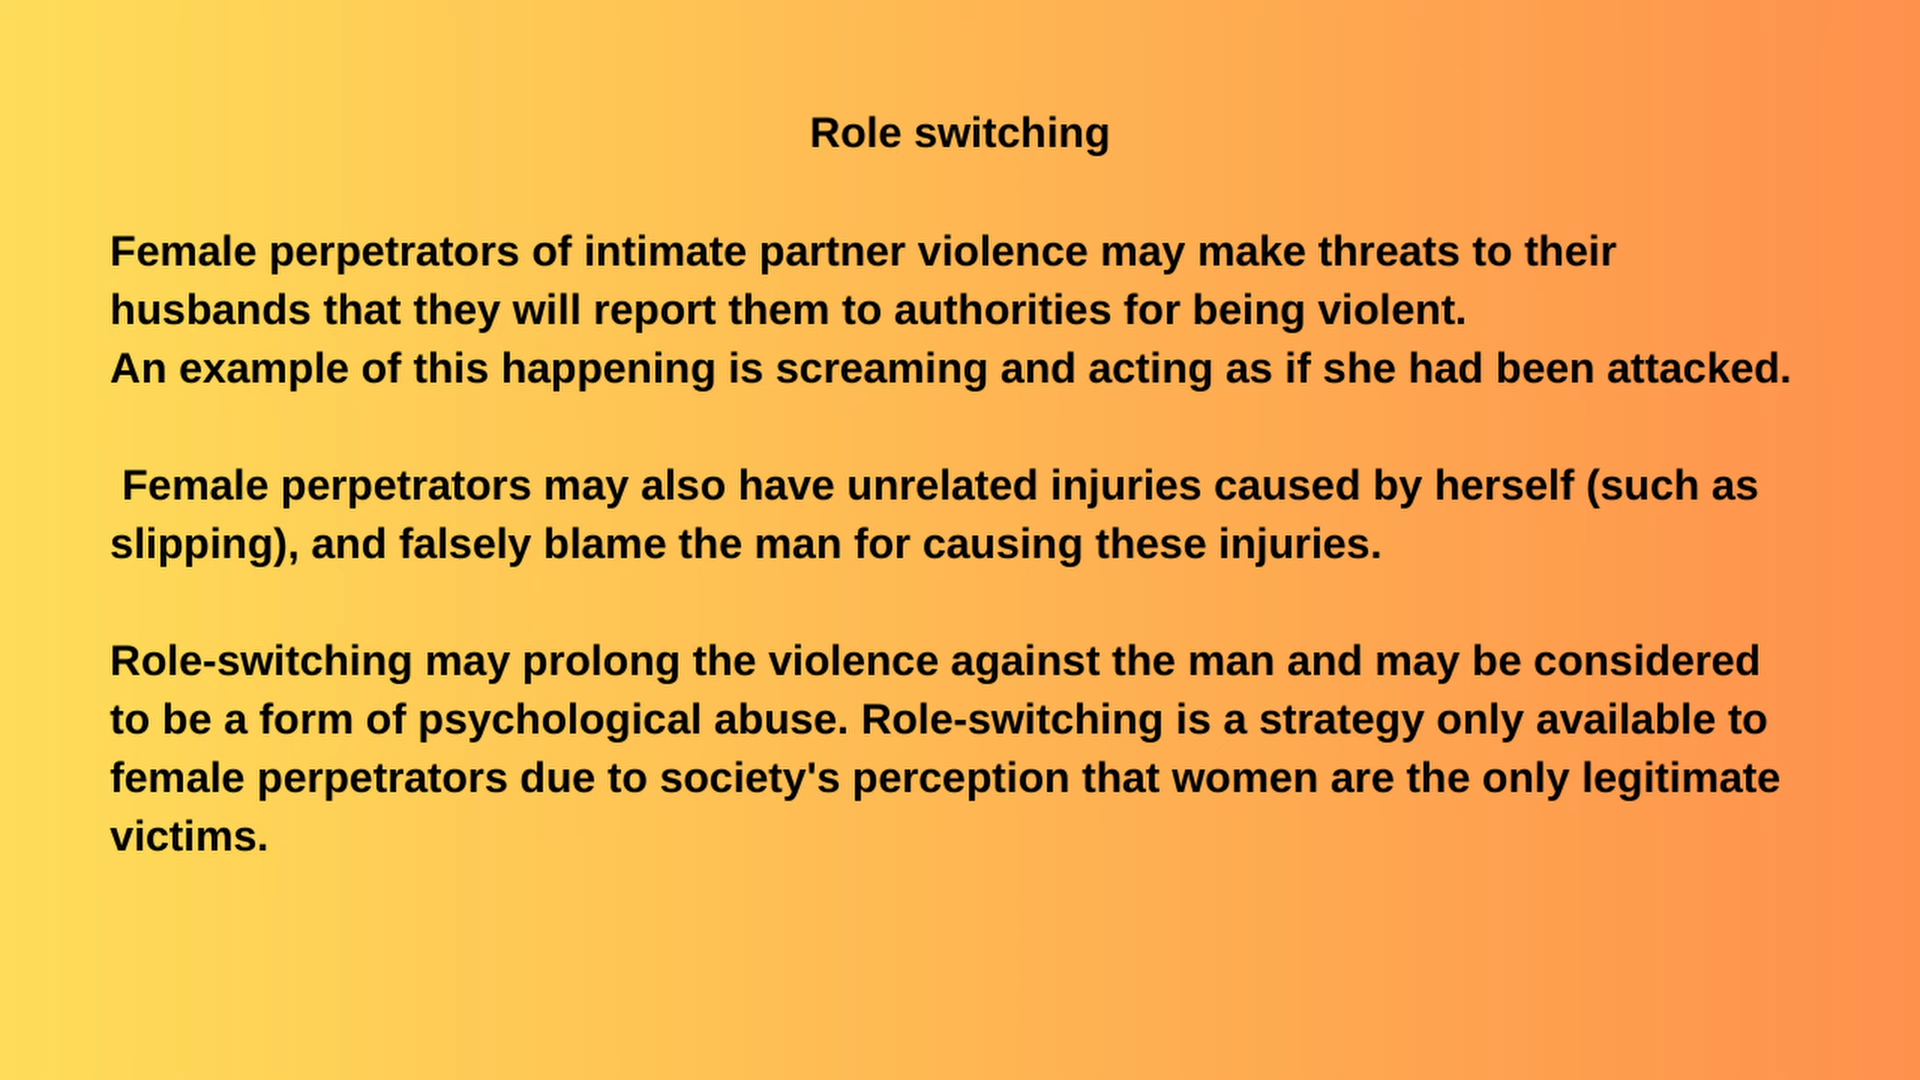 Role switching
Female perpetrators of intimate partner violence may make threats to their
husbands that they will report them to authorities for being violent.
An example of this happening is screaming and acting as if she had been attacked.
Female perpetrators may also have unrelated injuries caused by herself (such as
slipping), and falsely blame the man for causing these injuries.
Role-switching may prolong the violence against the man and may be considered
to be a form of psychological abuse. Role-switching is a strategy only available to
female perpetrators due to society's perception that women are the only legitimate
victims.